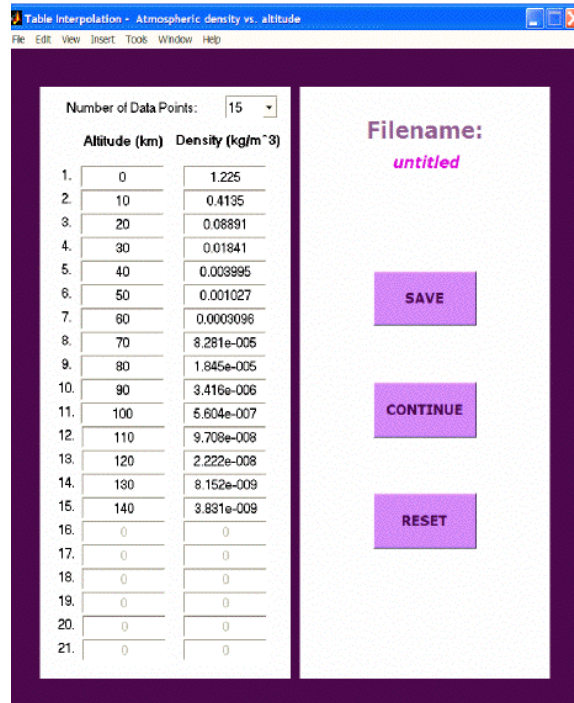 Table Interpolation - Atmospheric density vs. altitude
File Edit View Insert Tools Window Help
Number of Data Points: 15
Altitude (km) Density (kg/m^3)
1. 0 1.225
2. 10 0.4135
3. 20 0.08891
4. 30 0.01841
5. 40 0.003995
6. 50 0.001027
7. 60 0.0003096
8. 70 8.281e-005
9. 80 1.845e-005
10. 90 3.416e-006
11. 100 5.604e-007
12. 110 9.708e-008
13. 120 2.222e-008
14. 130 8.152e-009
15. 140 3.831e-009
16. 0 0
17. 0 0
18. 0 0
19. 0 0
20. 0 0
21. 0 0
Filename:
untitled
SAVE
CONTINUE
RESET